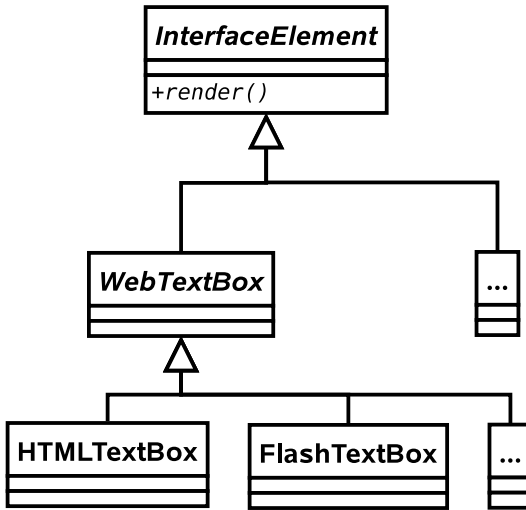 InterfaceElement
+render()
WebTextBox
...
HTMLTextBox
FlashTextBox
...